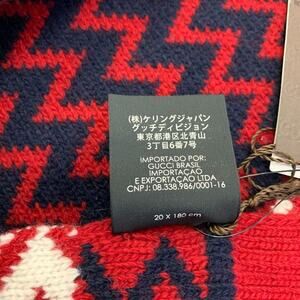 (株)ケリングジャパン
グッチディビジョン
東京都港区北青山
3丁目6番7号
IMPORTADO POR:
GUCCI BRASIL
IMPORTAÇAO
E EXPORTAÇAO LTDA
CNPJ: 08.338.986/0001-16
20 X 180 cm